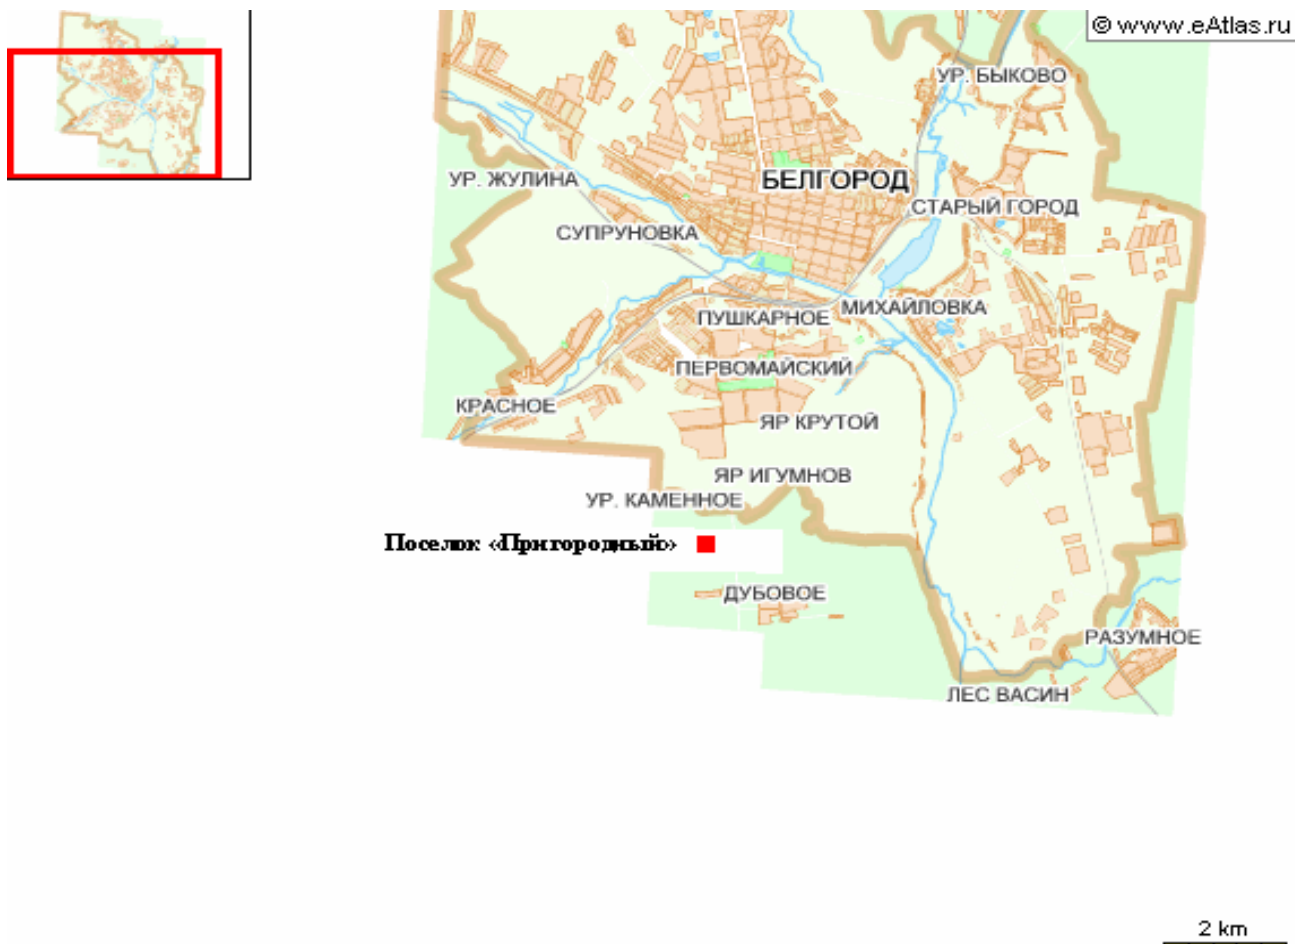 © www.eAtlas.ru
УР. БЫКОВО
УР. ЖУЛИНА
БЕЛГОРОД
СТАРЫЙ ГОРОД
СУПРУНОВКА
МИХАЙЛОВКА
ПУШКАРНОЕ
ПЕРВОМАЙСКИЙ
КРАСНОЕ
ЯР КРУТОЙ
ЯР ИГУМНОВ
УР. КАМЕННОЕ
Поселок «Пригородный»
ДУБОВОЕ
РАЗУМНОЕ
ЛЕС ВАСИН
2 km